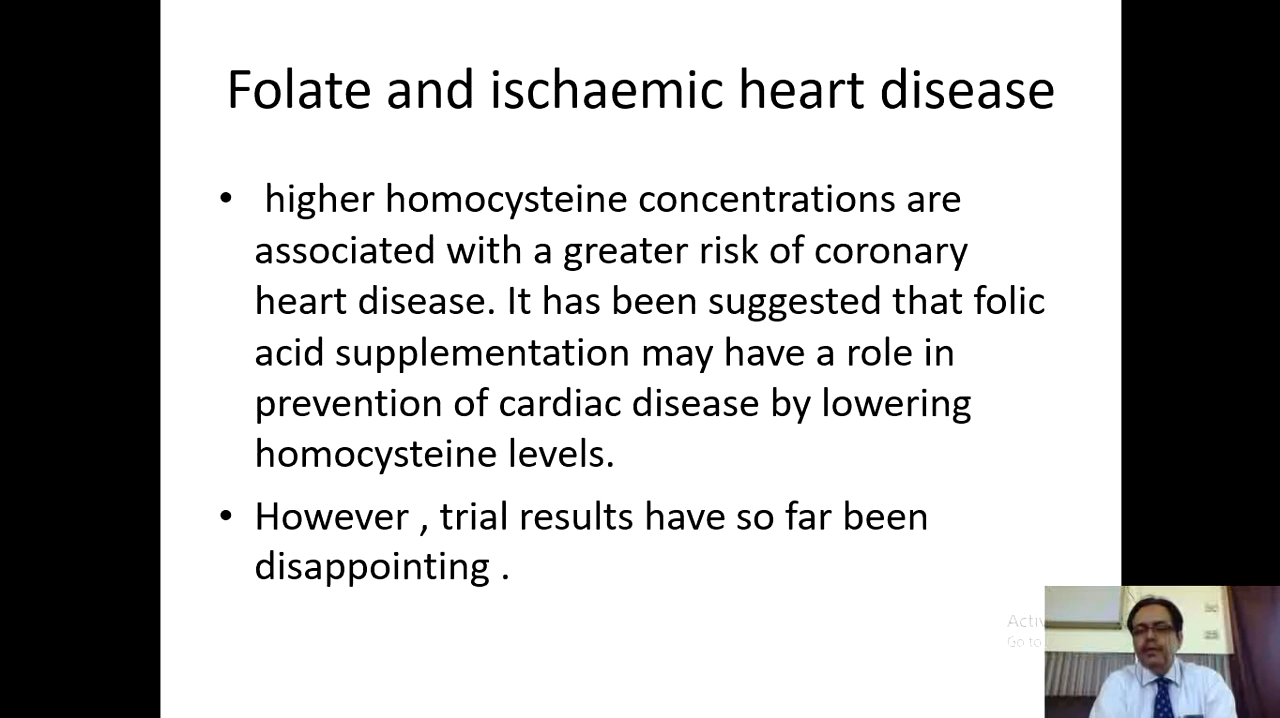 Folate and ischaemic heart disease
• higher homocysteine concentrations are
associated with a greater risk of coronary
heart disease. It has been suggested that folic
acid supplementation may have a role in
prevention of cardiac disease by lowering
homocysteine levels.
• However , trial results have so far been
disappointing .
Go to